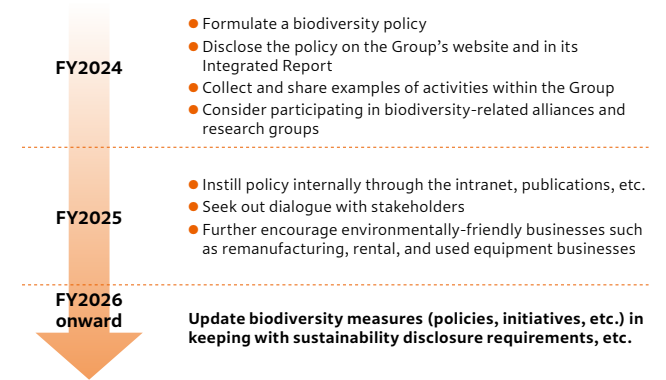 FY2024
● Formulate a biodiversity policy
● Disclose the policy on the Group's website and in its
Integrated Report
● Collect and share examples of activities within the Group
● Consider participating in biodiversity-related alliances and
research groups
FY2025
● Instill policy internally through the intranet, publications, etc.
● Seek out dialogue with stakeholders
● Further encourage environmentally-friendly businesses such
as remanufacturing, rental, and used equipment businesses
FY2026
onward
Update biodiversity measures (policies, initiatives, etc.) in
keeping with sustainability disclosure requirements, etc.